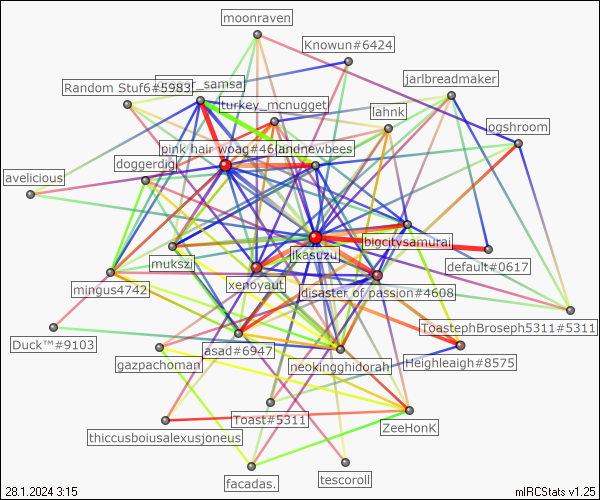 moonraven
Knowun#6424
jarlbreadmaker
Random Stuf6#5983
_samsa
turkey_mcnugget
lahnk
ogshroom
pink hair woag#46
andnewbees
doggerdig
avelicious
bigcitysamurai
jkasuzu
mukszi
xenoyaut
default#0617
mingus4742
disaster of passion#4608
ToastephBroseph5311#5311
Duck™#9103
asad#6947
gazpachoman
neokingghidorah
Heighleaigh#8575
Toast#5311
thiccusboiusalexusjoneus
ZeeHonK
facadas.
tescoroll
28.1.2024 3:15
mIRCStats v1.25